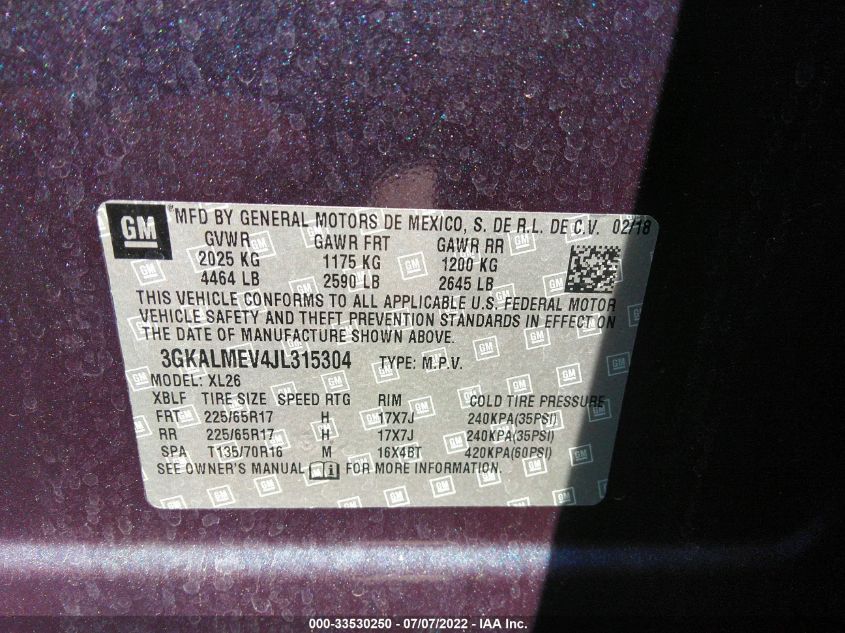 GM
MFD BY GENERAL MOTORS DE MEXICO, S. DE R.L. DE C.V. 02/18
GVWR GAWR FRT GAWR RR
2025 KG 1175 KG 1200 KG
4464 LB 2590 LB 2645 LB
THIS VEHICLE CONFORMS TO ALL APPLICABLE U.S. FEDERAL MOTOR
VEHICLE SAFETY AND THEFT PREVENTION STANDARDS IN EFFECT ON
THE DATE OF MANUFACTURE SHOWN ABOVE.
3GKALMEV4JL315304 TYPE: M.P.V.
MODEL: XL26
XBLF TIRE SIZE SPEED RTG RIM COLD TIRE PRESSURE
FRT 225/65R17 H 17X7J 240KPA(35PSI)
RR 225/65R17 H 17X7J 240KPA(35PSI)
SPA T135/70R16 M 16X4BT 420KPA(60PSI)
SEE OWNER'S MANUAL FOR MORE INFORMATION.
000-33530250 - 07/07/2022 - IAA Inc.